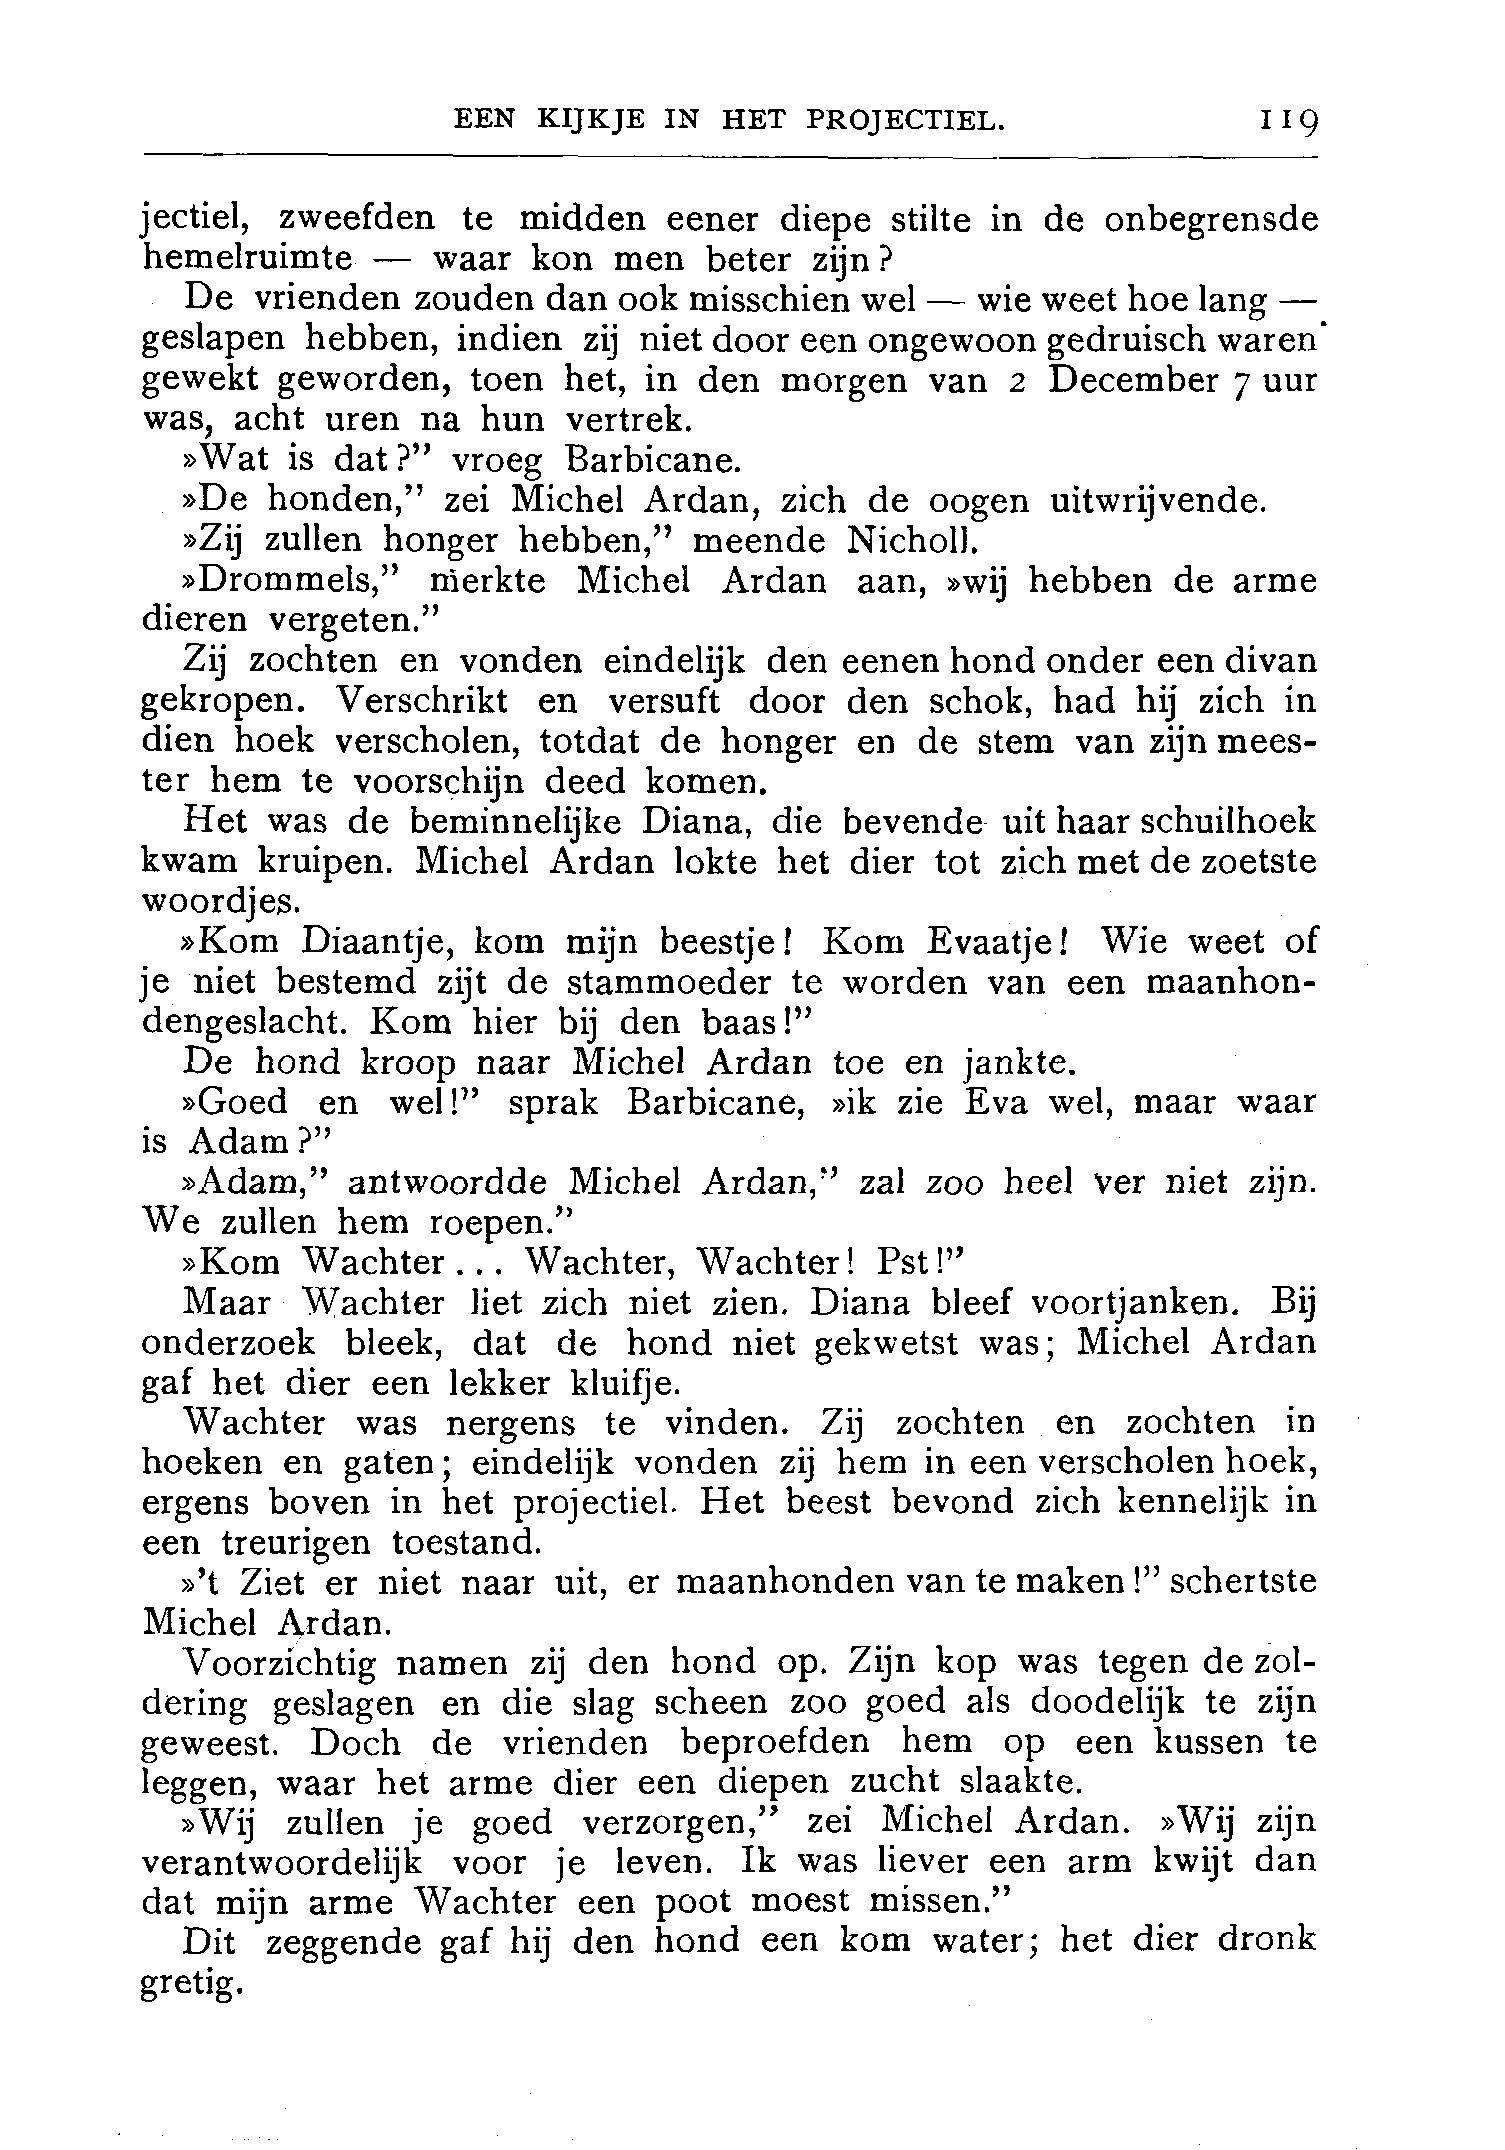 EEN KIJKJE IN HET PROJECTIEL. 119
jectiel, zweefden te midden eener diepe stilte in de onbegrensde
hemelruimte — waar kon men beter zijn?
De vrienden zouden dan ook misschien wel — wie weet hoe lang —
geslapen hebben, indien zij niet door een ongewoon gedruisch waren
gewekt geworden, toen het, in den morgen van 2 December 7 uur
was, acht uren na hun vertrek.
»Wat is dat?” vroeg Barbicane.
»De honden,” zei Michel Ardan, zich de oogen uitwrijvende.
»Zij zullen honger hebben,” meende Nicholl.
»Drommels,” merkte Michel Ardan aan, »wij hebben de arme
dieren vergeten.”
Zij zochten en vonden eindelijk den eenen hond onder een divan
gekropen. Verschrikt en versuft door den schok, had hij zich in
dien hoek verscholen, totdat de honger en de stem van zijn mees-
ter hem te voorschijn deed komen.
Het was de beminnelijke Diana, die bevende uit haar schuilhoek
kwam kruipen. Michel Ardan lokte het dier tot zich met de zoetste
woordjes.
»Kom Diaantje, kom mijn beestje! Kom Evaatje! Wie weet of
je niet bestemd zijt de stammoeder te worden van een maanhon-
dengeslacht. Kom hier bij den baas!”
De hond kroop naar Michel Ardan toe en jankte.
»Goed en wel!” sprak Barbicane, »ik zie Eva wel, maar waar
is Adam?”
»Adam,” antwoordde Michel Ardan,” zal zoo heel ver niet zijn.
We zullen hem roepen.”
»Kom Wachter... Wachter, Wachter! Pst!”
Maar Wachter liet zich niet zien. Diana bleef voortjanken. Bij
onderzoek bleek, dat de hond niet gekwetst was; Michel Ardan
gaf het dier een lekker kluifje.
Wachter was nergens te vinden. Zij zochten en zochten in
hoeken en gaten; eindelijk vonden zij hem in een verscholen hoek,
ergens boven in het projectiel. Het beest bevond zich kennelijk in
een treurigen toestand.
»’t Ziet er niet naar uit, er maanhonden van te maken!” schertste
Michel Ardan.
Voorzichtig namen zij den hond op. Zijn kop was tegen de zol-
dering geslagen en die slag scheen zoo goed als doodelijk te zijn
geweest. Doch de vrienden beproefden hem op een kussen te
leggen, waar het arme dier een diepen zucht slaakte.
»Wij zullen je goed verzorgen,” zei Michel Ardan. »Wij zijn
verantwoordelijk voor je leven. Ik was liever een arm kwijt dan
dat mijn arme Wachter een poot moest missen.”
Dit zeggende gaf hij den hond een kom water; het dier dronk
gretig.